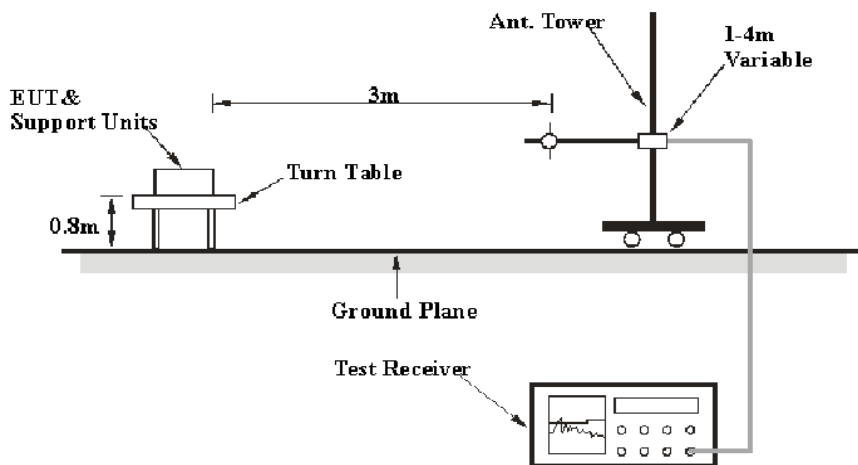 Ant. Tower
1-4m
Variable
3m
EUT &
Support Units
Turn Table
0.8m
Ground Plane
Test Receiver